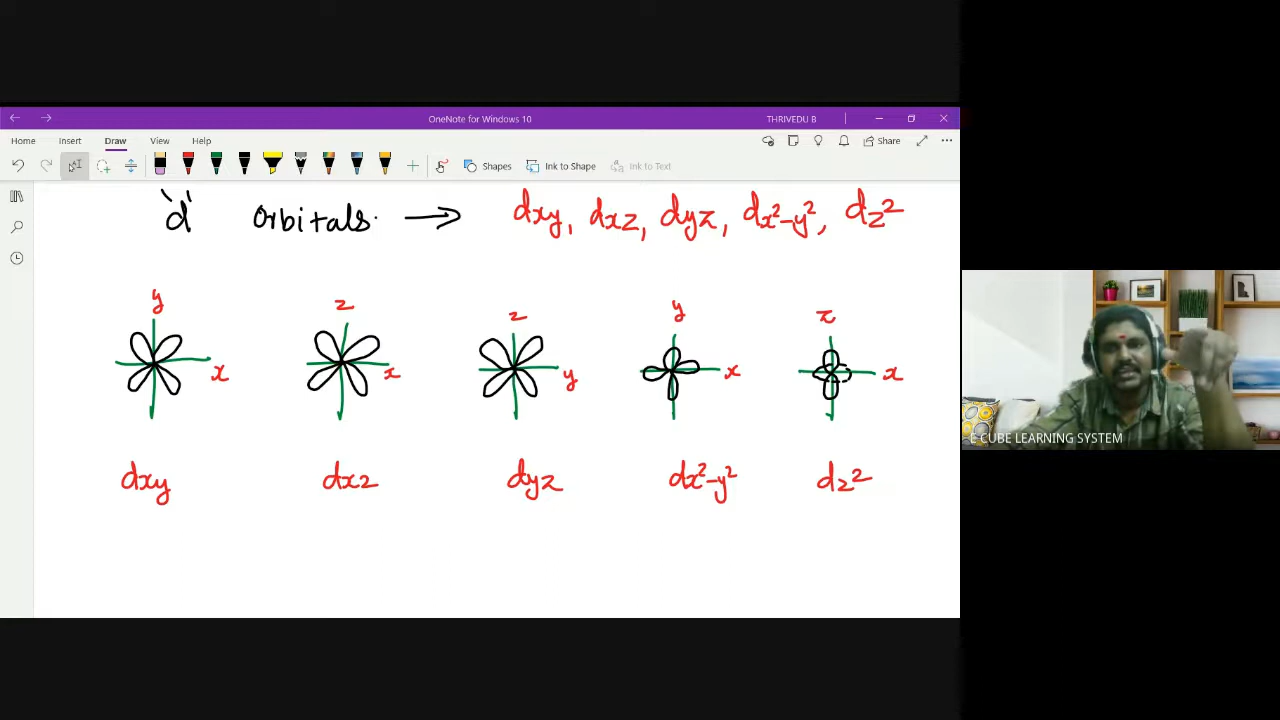 OneNote for Windows 10
THRIVEDU B
Home Insert Draw View Help
Share
Shapes Ink to Shape Ink to Text
'd' Orbitals. → dxy, dxz, dyz, dx²-y², dz²
y z z y z
x x y x x
dxy dxz dyz dx²-y² dz²
E CUBE LEARNING SYSTEM